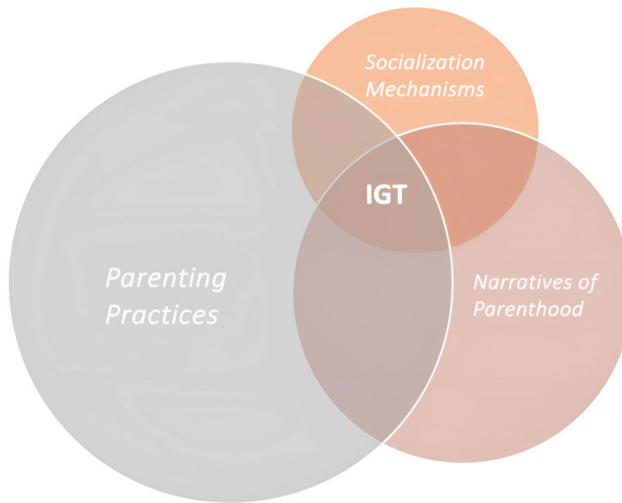 Socialization
Mechanisms
IGT
Parenting
Practices
Narratives of
Parenthood